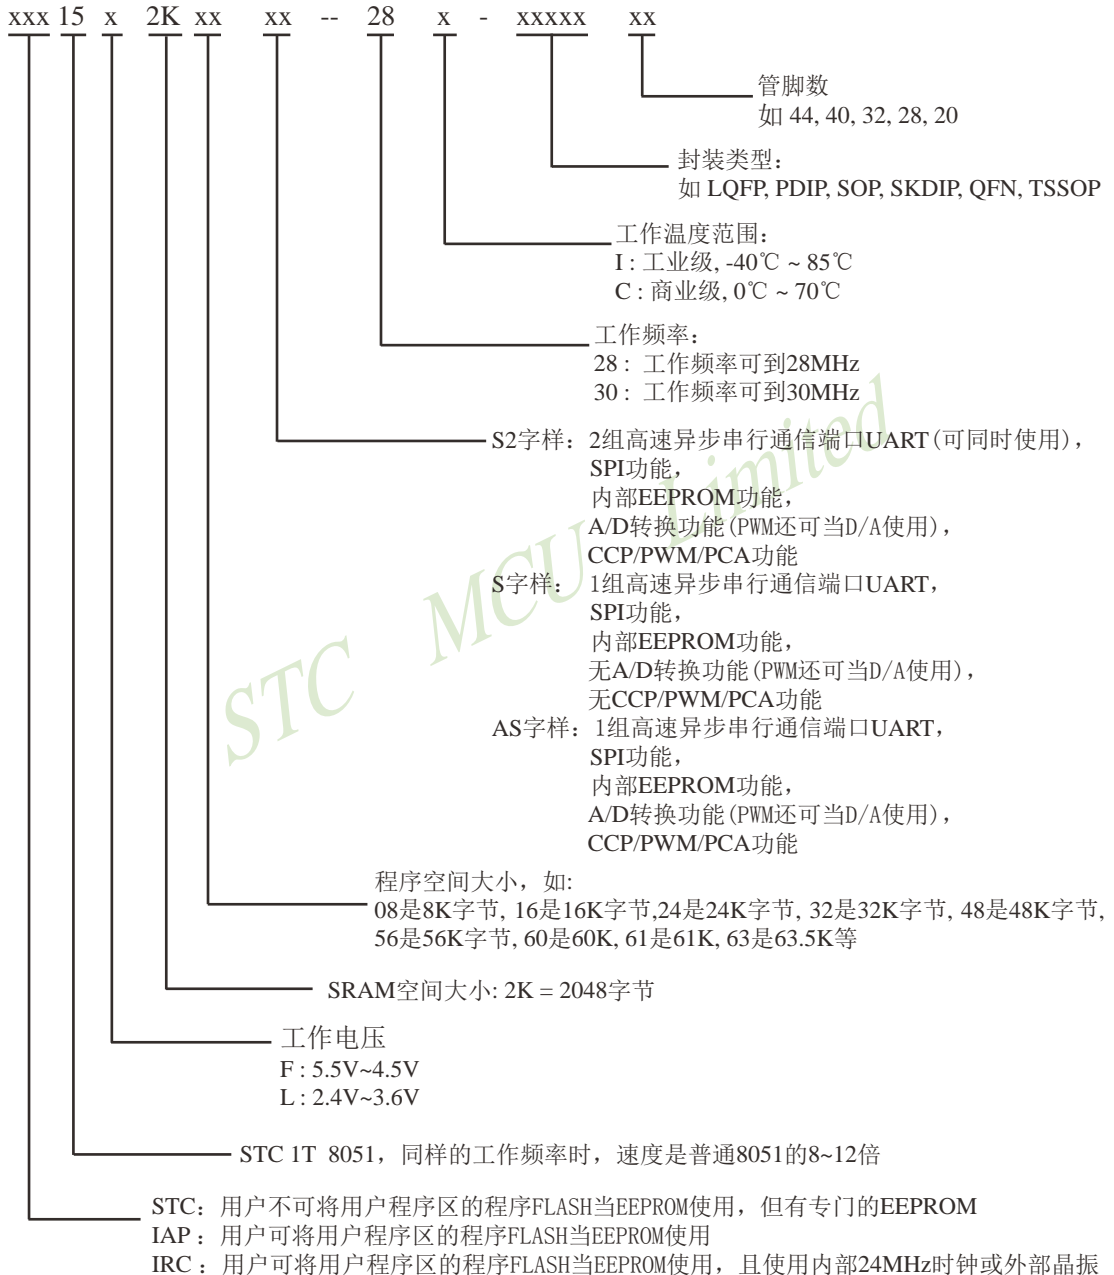 xxx 15 x 2K xx xx -- 28 x - xxxxx xx
管脚数
如 44, 40, 32, 28, 20
封装类型：
如 LQFP, PDIP, SOP, SKDIP, QFN, TSSOP
工作温度范围：
I : 工业级, -40℃ ~ 85℃
C : 商业级, 0℃ ~ 70℃
工作频率：
28 : 工作频率可到28MHz
30 : 工作频率可到30MHz
S2字样：2组高速异步串行通信端口UART(可同时使用)，
SPI功能，
内部EEPROM功能，
A/D转换功能(PWM还可当D/A使用)，
CCP/PWM/PCA功能
S字样： 1组高速异步串行通信端口UART，
SPI功能，
内部EEPROM功能，
无A/D转换功能(PWM还可当D/A使用)，
无CCP/PWM/PCA功能
AS字样：1组高速异步串行通信端口UART，
SPI功能，
内部EEPROM功能，
A/D转换功能(PWM还可当D/A使用)，
CCP/PWM/PCA功能
STC MCU Limited
程序空间大小，如:
08是8K字节, 16是16K字节,24是24K字节, 32是32K字节, 48是48K字节,
56是56K字节, 60是60K, 61是61K, 63是63.5K等
SRAM空间大小: 2K = 2048字节
工作电压
F : 5.5V~4.5V
L : 2.4V~3.6V
STC 1T 8051，同样的工作频率时，速度是普通8051的8~12倍
STC：用户不可将用户程序区的程序FLASH当EEPROM使用，但有专门的EEPROM
IAP：用户可将用户程序区的程序FLASH当EEPROM使用
IRC：用户可将用户程序区的程序FLASH当EEPROM使用，且使用内部24MHz时钟或外部晶振